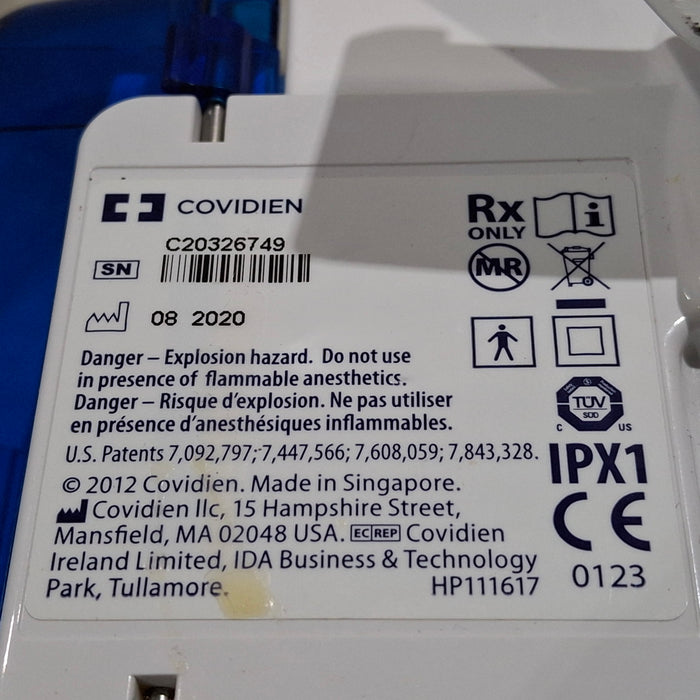 COVIDIEN
Rx
ONLY
C20326749
SN
MR
08 2020
Danger – Explosion hazard. Do not use
in presence of flammable anesthetics.
Danger – Risque d'explosion. Ne pas utiliser
en présence d'anesthésiques inflammables.
TÜV
SÜD
C US
U.S. Patents 7,092,797; 7,447,566; 7,608,059; 7,843,328.
IPX1
© 2012 Covidien. Made in Singapore.
Covidien llc, 15 Hampshire Street,
Mansfield, MA 02048 USA. EC REP Covidien
Ireland Limited, IDA Business & Technology
Park, Tullamore. HP111617
CE
0123